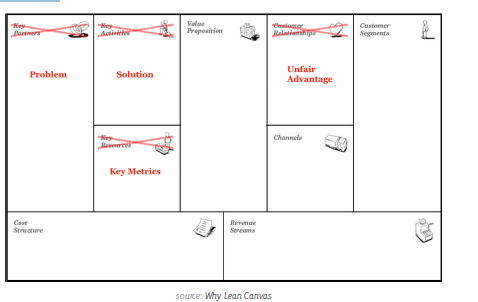 Key
Partners
Problem
Key
Activities
Solution
Key
Resources
Key Metrics
Value
Proposition
Customer
Relationships
Unfair
Advantage
Channels
Customer
Segments
Cost
Structure
Revenue
Streams
source: Why Lean Canvas